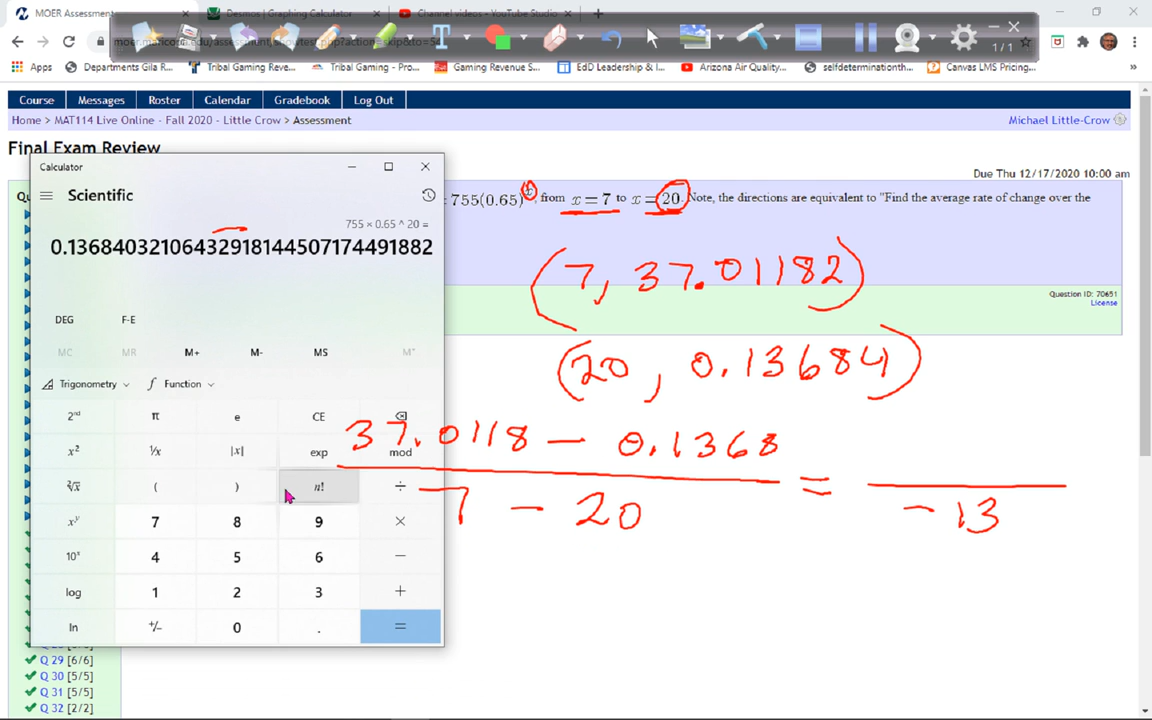 MOER Assessment
Desmos | Graphing Calculator
Channel videos - YouTube Studio
1/1
Apps
Departments Gila R...
Tribal Gaming Reve...
Tribal Gaming - Pro...
Gaming Revenue S...
EdD Leadership & I...
Arizona Air Quality...
selfdeterminationth...
Canvas LMS Pricing...
Course
Messages
Roster
Calendar
Gradebook
Log Out
Home > MAT114 Live Online - Fall 2020 - Little Crow > Assessment
Michael Little-Crow
Final Exam Review
Due Thu 12/17/2020 10:00 am
755(0.65)^x, from x = 7 to x = 20. Note, the directions are equivalent to "Find the average rate of change over the
Question ID: 70651
License
Calculator
Scientific
755 × 0.65 ^ 20 =
0.13684032106432918144507174491882
DEG
F-E
MC
MR
M+
M-
MS
Trigonometry
Function
2ⁿᵈ
π
e
CE
x²
¹/x
|x|
exp
mod
²√x
(
)
n!
÷
xʸ
7
8
9
×
10ˣ
4
5
6
−
log
1
2
3
+
ln
+/-
0
.
=
(7, 37.01182)
(20, 0.13684)
37.0118 - 0.1368
7 - 20
=
-13
Q 29 [6/6]
Q 30 [5/5]
Q 31 [5/5]
Q 32 [2/2]